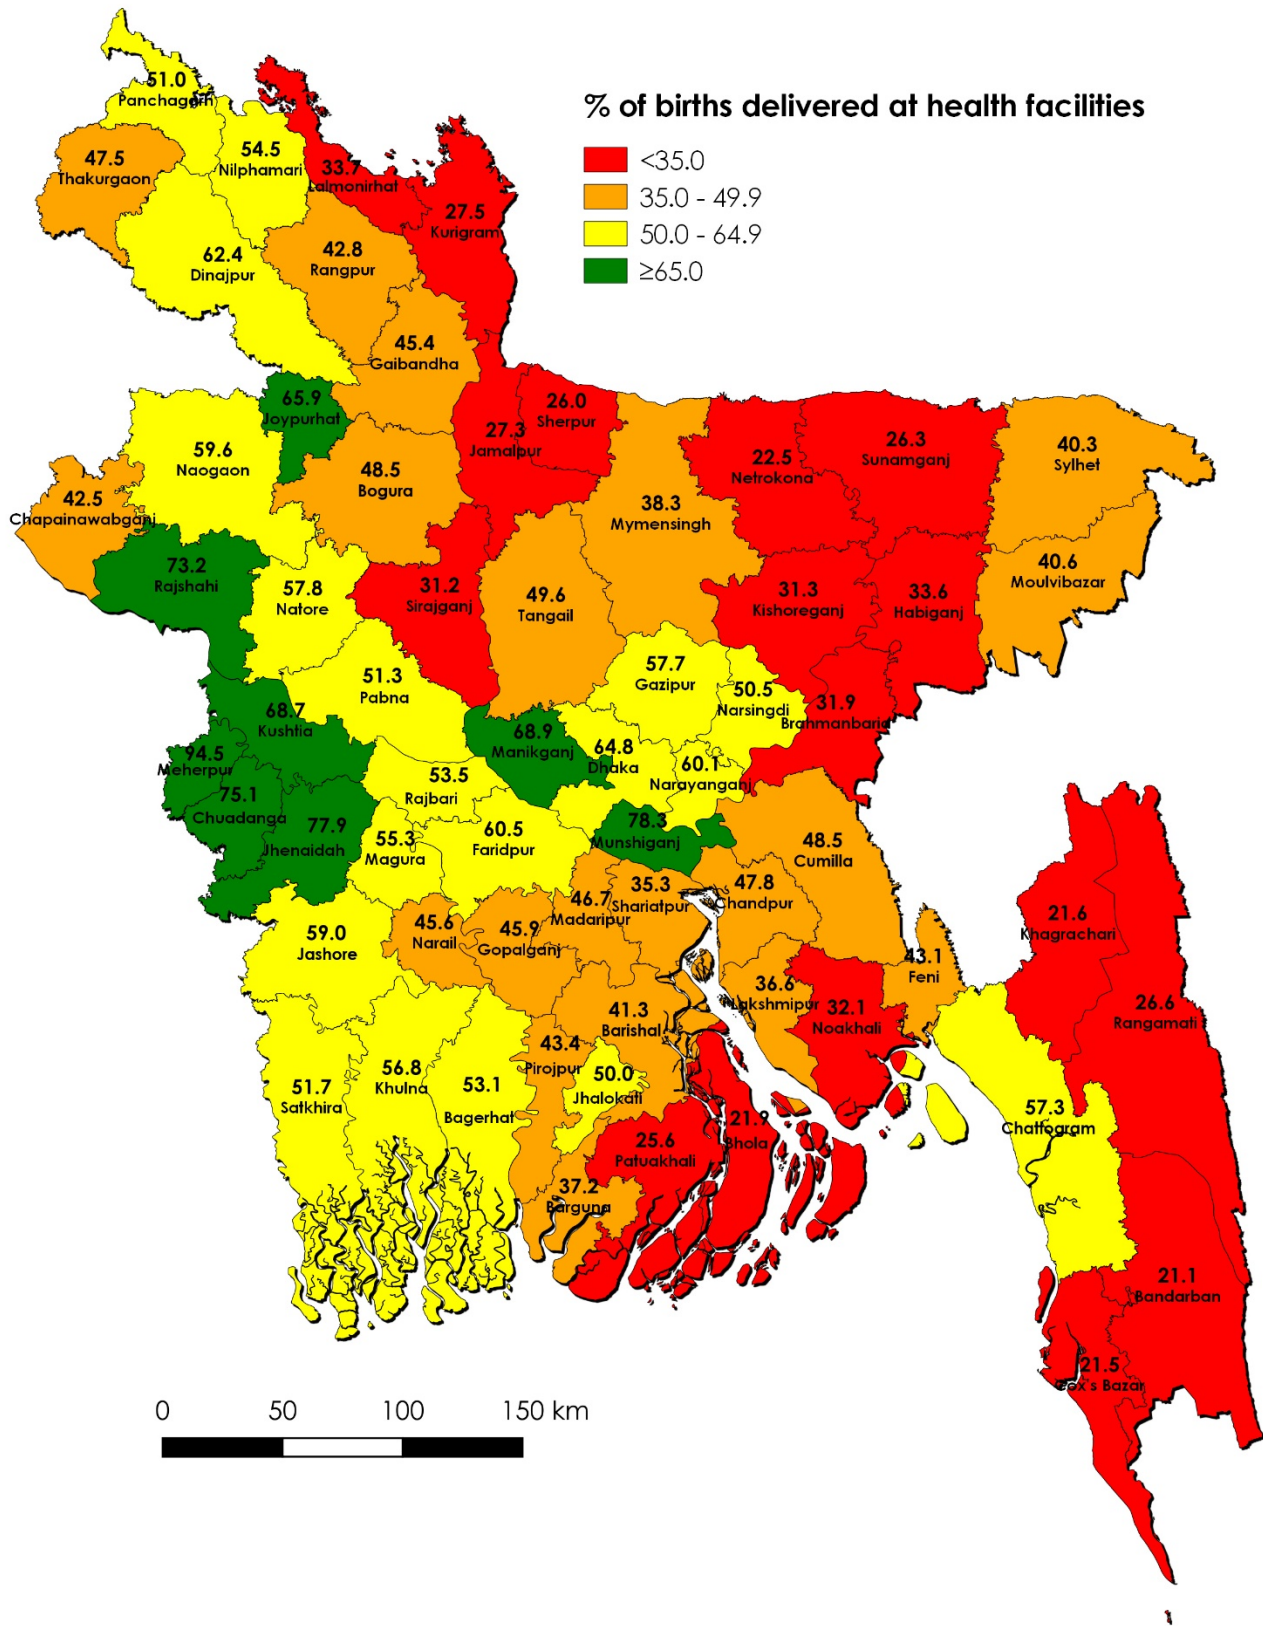 % of births delivered at health facilities
<35.0
35.0 - 49.9
50.0 - 64.9
≥65.0
51.0
Panchagarh
47.5
Thakurgaon
54.5
Nilphamari
33.7
Lalmonirhat
27.5
Kurigram
62.4
Dinajpur
42.8
Rangpur
45.4
Gaibandha
65.9
Joypurhat
59.6
Naogaon
48.5
Bogura
27.3
Jamalpur
26.0
Sherpur
38.3
Mymensingh
22.5
Netrokona
26.3
Sunamganj
40.3
Sylhet
42.5
Chapainawabganj
73.2
Rajshahi
57.8
Natore
31.2
Sirajganj
49.6
Tangail
31.3
Kishoreganj
33.6
Habiganj
40.6
Moulvibazar
51.3
Pabna
57.7
Gazipur
50.5
Narsingdi
31.9
Brahmanbaria
68.7
Kushtia
68.9
Manikganj
64.8
Dhaka
60.1
Narayanganj
94.5
Meherpur
75.1
Chuadanga
77.9
Jhenaidah
53.5
Rajbari
55.3
Magura
60.5
Faridpur
78.3
Munshiganj
48.5
Cumilla
46.7
Madaripur
35.3
Shariatpur
47.8
Chandpur
59.0
Jashore
45.6
Narail
45.9
Gopalganj
36.6
Lakshmipur
32.1
Noakhali
43.1
Feni
21.6
Khagrachari
26.6
Rangamati
51.7
Satkhira
56.8
Khulna
53.1
Bagerhat
43.4
Pirojpur
41.3
Barishal
50.0
Jhalokati
25.6
Patuakhali
21.9
Bhola
37.2
Barguna
57.3
Chattogram
21.1
Bandarban
21.5
Cox's Bazar
0 50 100 150 km